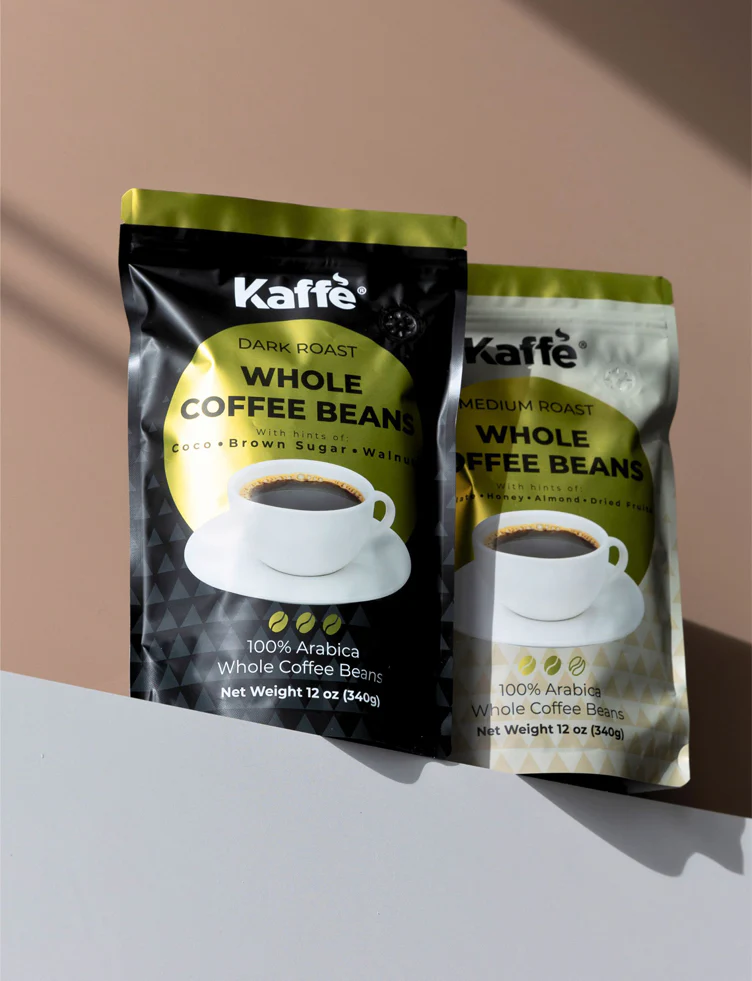 Kaffe®
DARK ROAST
WHOLE
COFFEE BEANS
With hints of:
Coco • Brown Sugar • Walnu
100% Arabica
Whole Coffee Beans
Net Weight 12 oz (340g)
Kaffe®
MEDIUM ROAST
WHOLE
OFFEE BEANS
With hints of:
• Honey • Almond • Dried Fruits
100% Arabica
Whole Coffee Beans
Net Weight 12 oz (340g)